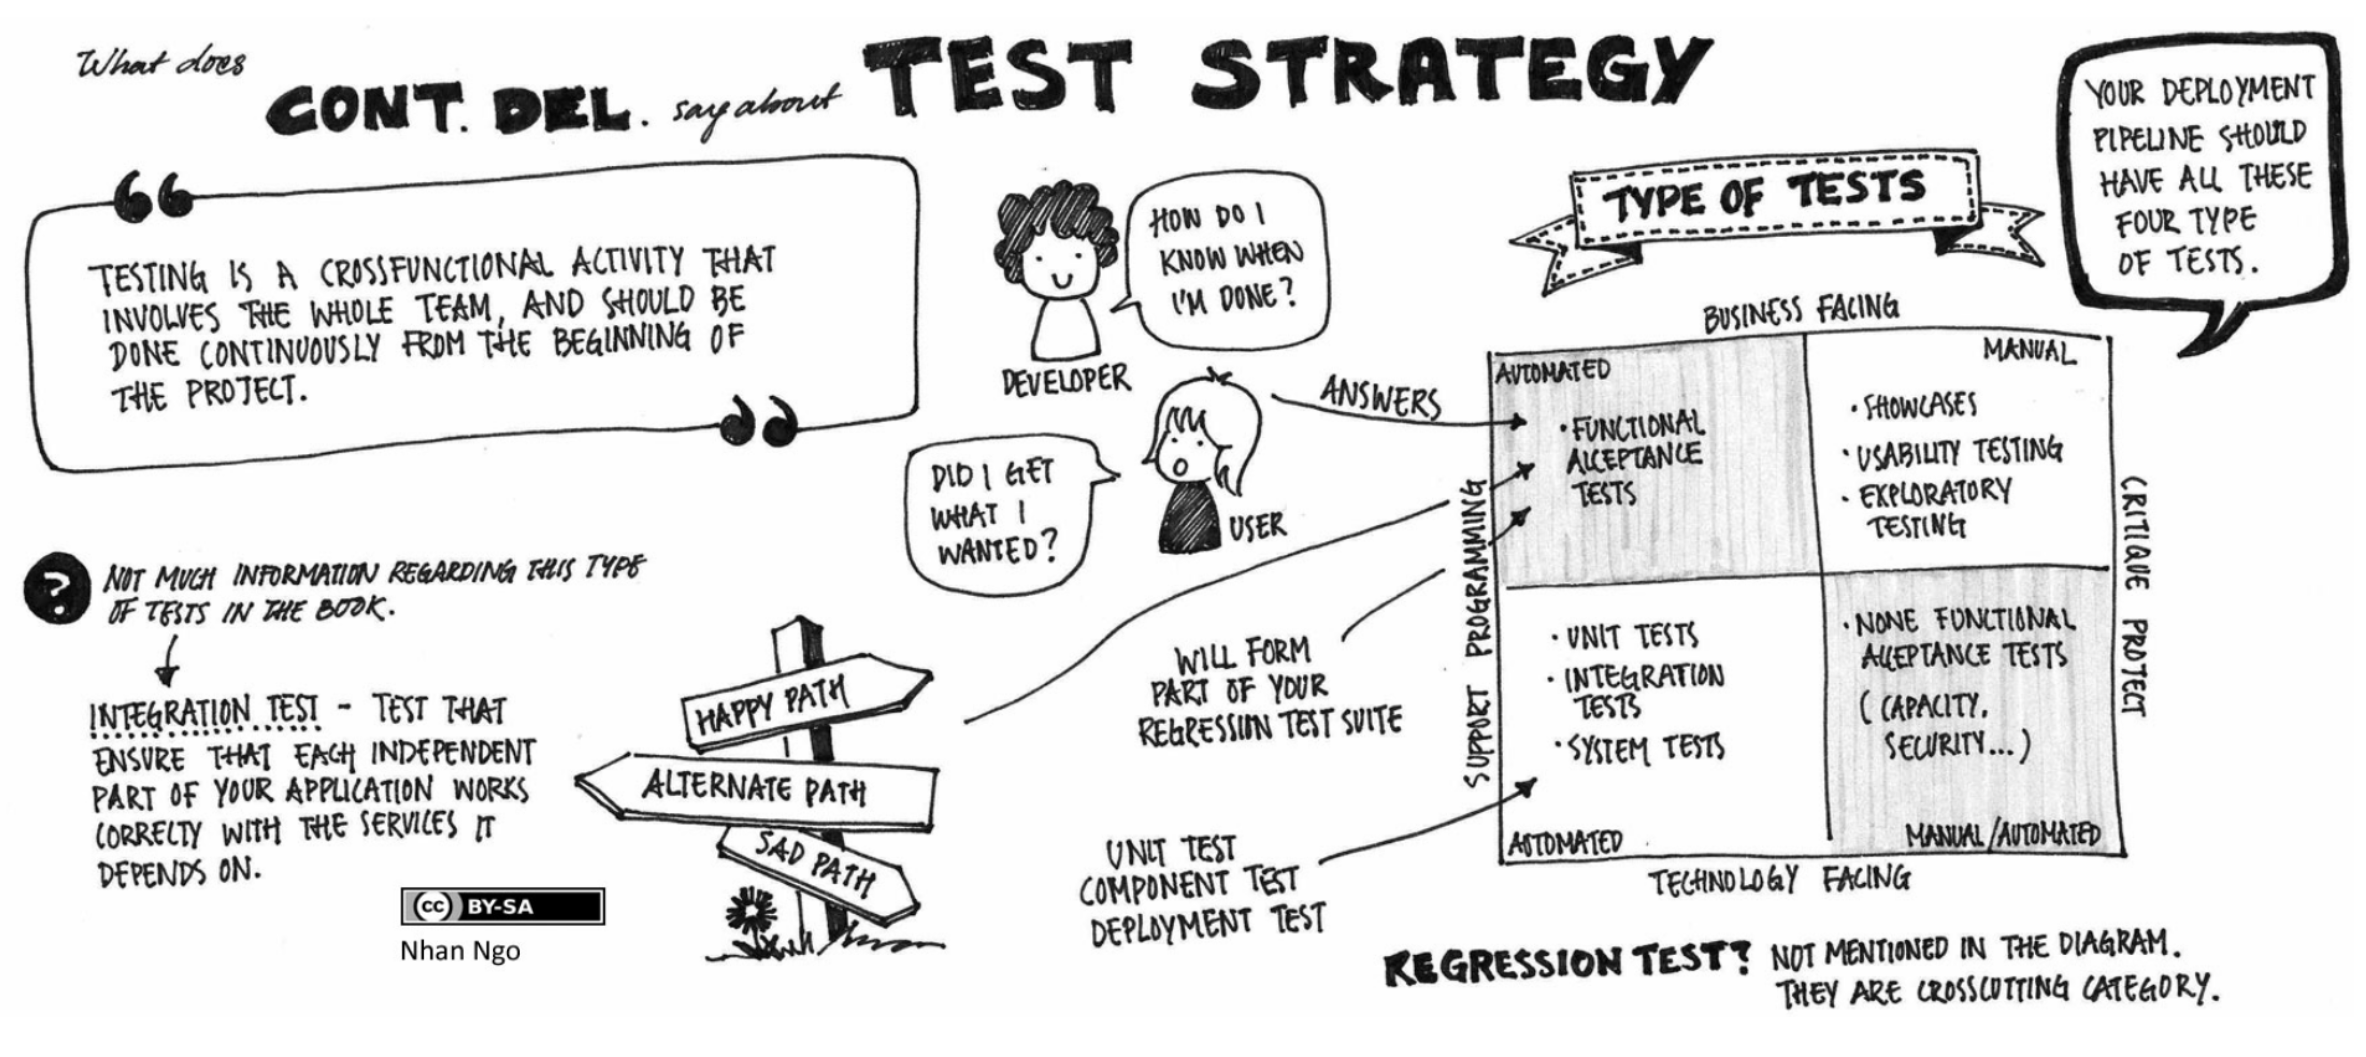 What does
CONT. DEL. say about TEST STRATEGY
“
TESTING IS A CROSSFUNCTIONAL ACTIVITY THAT
INVOLVES THE WHOLE TEAM, AND SHOULD BE
DONE CONTINUOUSLY FROM THE BEGINNING OF
THE PROJECT.
”
HOW DO I
KNOW WHEN
I'M DONE?
DEVELOPER
DID I GET
WHAT I
WANTED?
USER
ANSWERS
TYPE OF TESTS
YOUR DEPLOYMENT
PIPELINE SHOULD
HAVE ALL THESE
FOUR TYPE
OF TESTS.
BUSINESS FACING
AUTOMATED
• FUNCTIONAL
ACCEPTANCE
TESTS
MANUAL
• SHOWCASES
• USABILITY TESTING
• EXPLORATORY
TESTING
SUPPORT PROGRAMMING
CRITIQUE PROJECT
• UNIT TESTS
• INTEGRATION
TESTS
• SYSTEM TESTS
AUTOMATED
• NONE FUNCTIONAL
ACCEPTANCE TESTS
(CAPACITY,
SECURITY...)
MANUAL/AUTOMATED
TECHNOLOGY FACING
?
NOT MUCH INFORMATION REGARDING THIS TYPE
OF TESTS IN THE BOOK.
INTEGRATION TEST - TEST THAT
ENSURE THAT EACH INDEPENDENT
PART OF YOUR APPLICATION WORKS
CORRELTY WITH THE SERVICES IT
DEPENDS ON.
HAPPY PATH
ALTERNATE PATH
SAD PATH
WILL FORM
PART OF YOUR
REGRESSION TEST SUITE
UNIT TEST
COMPONENT TEST
DEPLOYMENT TEST
cc BY-SA
Nhan Ngo
REGRESSION TEST? NOT MENTIONED IN THE DIAGRAM.
THEY ARE CROSSCUTTING CATEGORY.